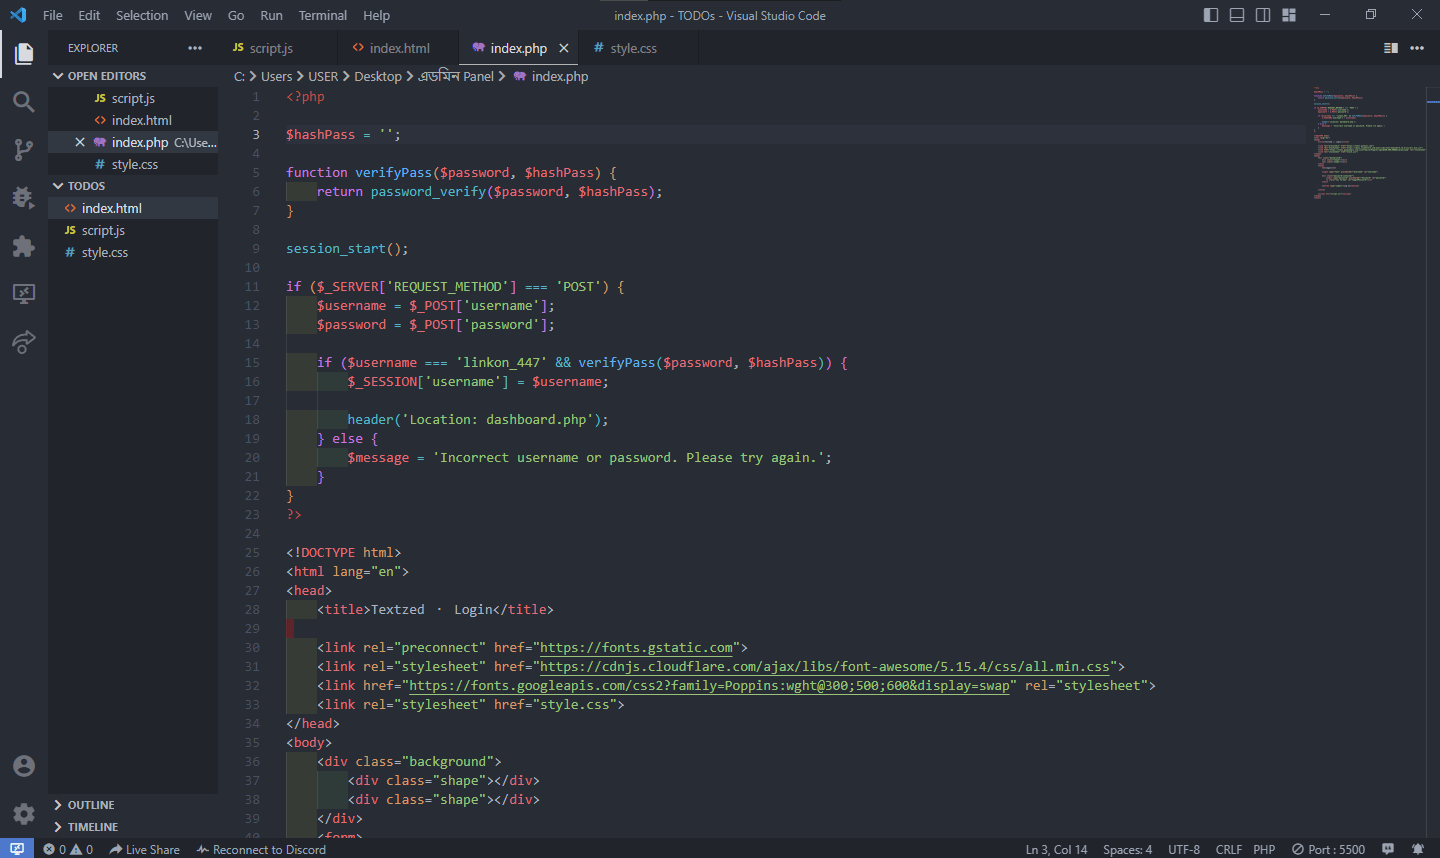 File Edit Selection View Go Run Terminal Help
index.php - TODOs - Visual Studio Code
EXPLORER
OPEN EDITORS
script.js
index.html
index.php C:\Use...
style.css
TODOS
index.html
script.js
style.css
OUTLINE
TIMELINE
script.js index.html index.php style.css
C: > Users > USER > Desktop > এডমিন Panel > index.php
1 <?php
2
3 $hashPass = '';
4
5 function verifyPass($password, $hashPass) {
6 return password_verify($password, $hashPass);
7 }
8
9 session_start();
10
11 if ($_SERVER['REQUEST_METHOD'] === 'POST') {
12 $username = $_POST['username'];
13 $password = $_POST['password'];
14
15 if ($username === 'linkon_447' && verifyPass($password, $hashPass)) {
16 $_SESSION['username'] = $username;
17
18 header('Location: dashboard.php');
19 } else {
20 $message = 'Incorrect username or password. Please try again.';
21 }
22 }
23 ?>
24
25 <!DOCTYPE html>
26 <html lang="en">
27 <head>
28 <title>Textzed · Login</title>
29
30 <link rel="preconnect" href="https://fonts.gstatic.com">
31 <link rel="stylesheet" href="https://cdnjs.cloudflare.com/ajax/libs/font-awesome/5.15.4/css/all.min.css">
32 <link href="https://fonts.googleapis.com/css2?family=Poppins:wght@300;500;600&display=swap" rel="stylesheet">
33 <link rel="stylesheet" href="style.css">
34 </head>
35 <body>
36 <div class="background">
37 <div class="shape"></div>
38 <div class="shape"></div>
39 </div>
40 <form>
0 0 Live Share Reconnect to Discord Ln 3, Col 14 Spaces: 4 UTF-8 CRLF PHP Port : 5500